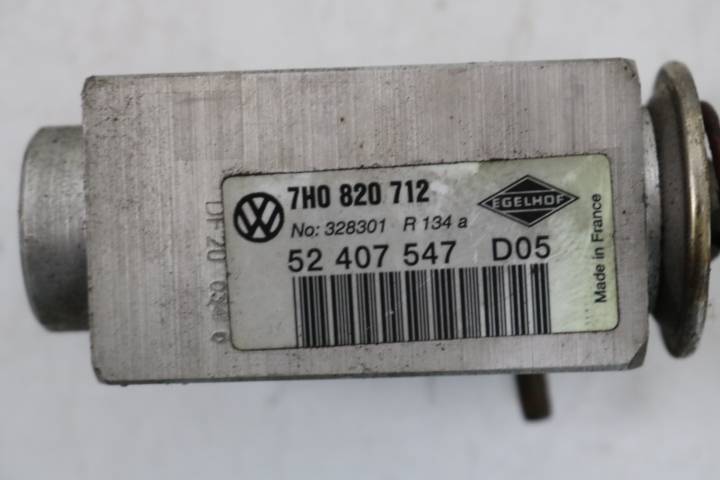 7H0 820 712
EGELHOF
No: 328301 R 134 a
52 407 547 D05
Made in France